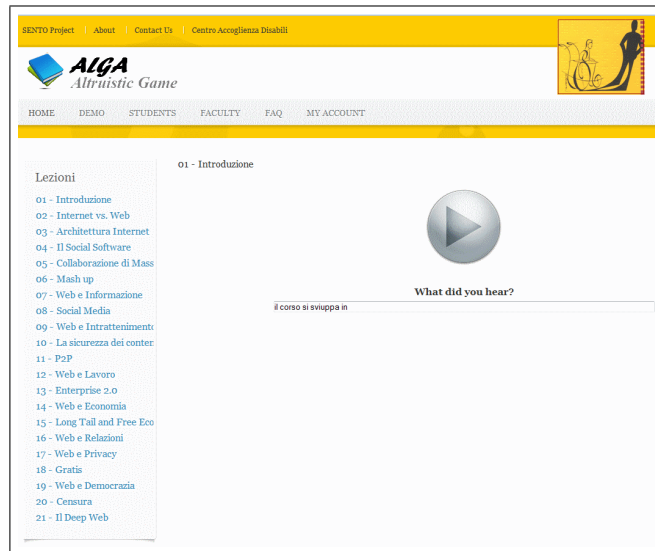 SENTO Project About Contact Us Centro Accoglienza Disabili
ALGA
Altruistic Game
HOME DEMO STUDENTS FACULTY FAQ MY ACCOUNT
Lezioni
01 - Introduzione
02 - Internet vs. Web
03 - Architettura Internet
04 - Il Social Software
05 - Collaborazione di Mass
06 - Mash up
07 - Web e Informazione
08 - Social Media
09 - Web e Intrattenimento
10 - La sicurezza dei conter
11 - P2P
12 - Web e Lavoro
13 - Enterprise 2.0
14 - Web e Economia
15 - Long Tail and Free Eco
16 - Web e Relazioni
17 - Web e Privacy
18 - Gratis
19 - Web e Democrazia
20 - Censura
21 - Il Deep Web
01 - Introduzione
What did you hear?
il corso si sviuppa in